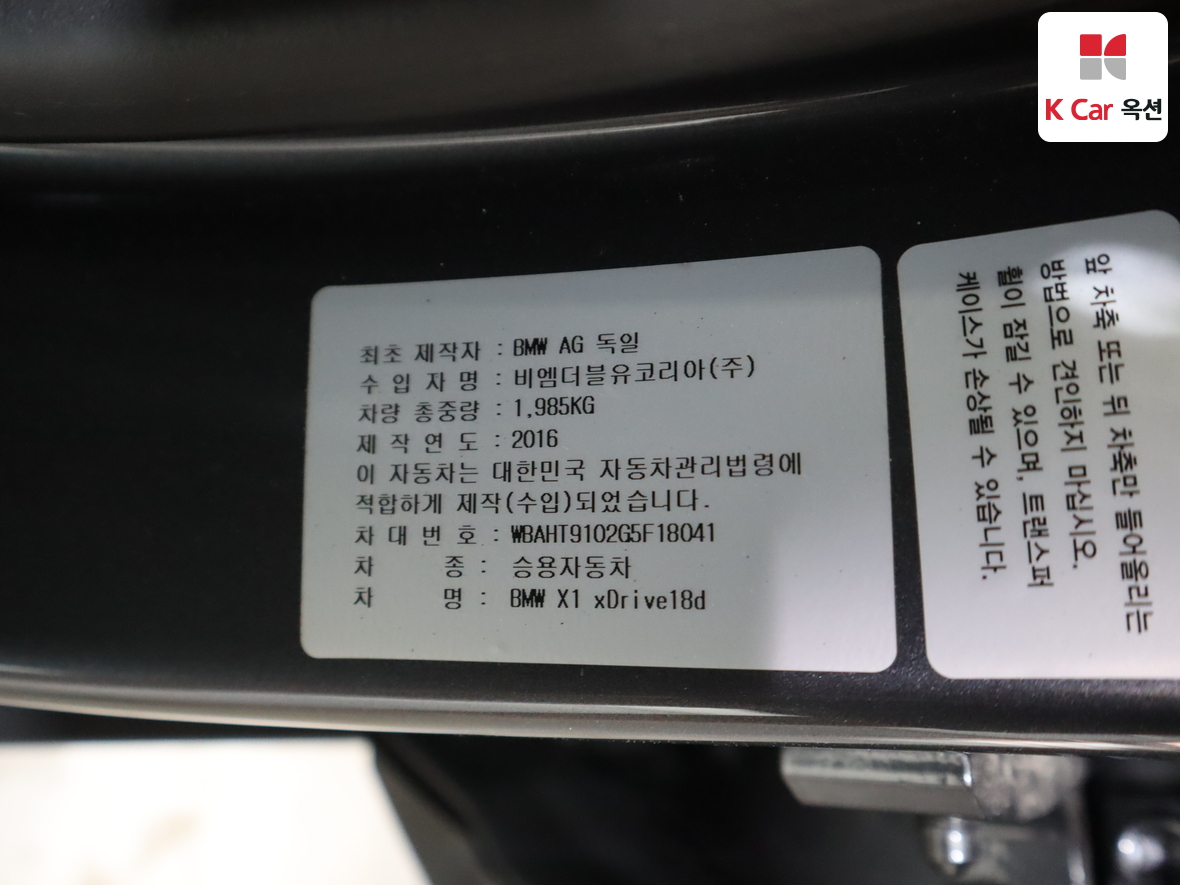 K Car 옥션
최초 제작자 : BMW AG 독일
수 입 자 명 : 비엠더블유코리아(주)
차량 총중량 : 1,985KG
제 작 연 도 : 2016
이 자동차는 대한민국 자동차관리법령에
적합하게 제작(수입)되었습니다.
차 대 번 호 : WBAHT9102G5F18041
차 종 : 승용자동차
차 명 : BMW X1 xDrive18d
앞 차축 또는 뒤 차축만 들어올리는
방법으로 견인하지 마십시오.
휠이 잠길 수 있으며, 트랜스퍼
케이스가 손상될 수 있습니다.